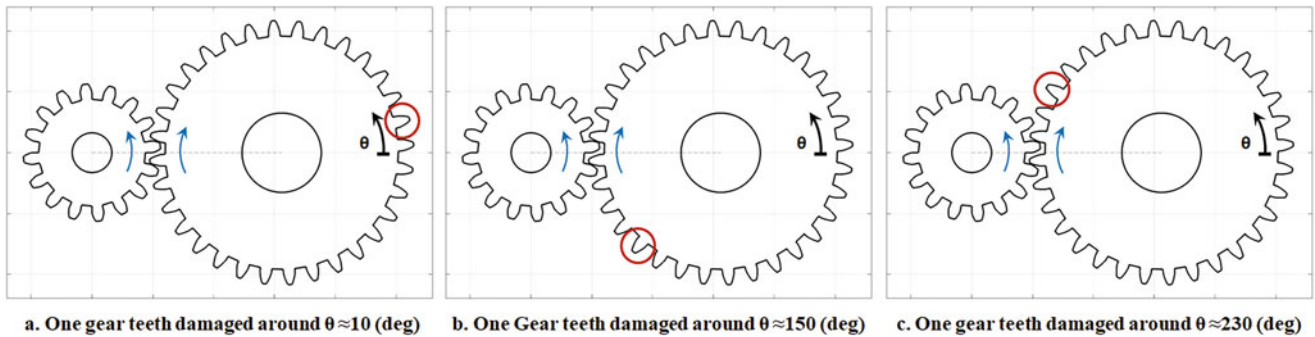 θ
θ
θ
a. One gear teeth damaged around θ≈10 (deg)
b. One Gear teeth damaged around θ≈150 (deg)
c. One gear teeth damaged around θ≈230 (deg)